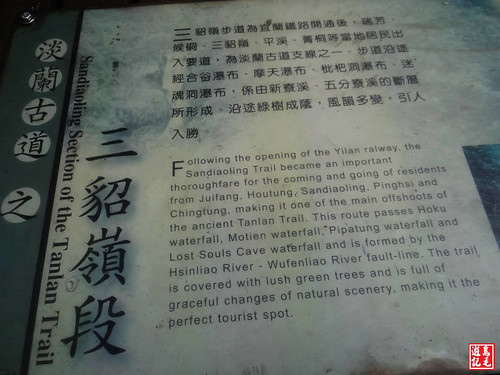 淡蘭古道之
三貂嶺段
Sandiaoling Section of the Tanlan Trail
三貂嶺步道為宜蘭鐵路開通後，瑞芳、
候硐、三貂嶺、平溪、菁桐等當地居民出
入要道，為淡蘭古道支線之一，步道沿途
經合谷瀑布、摩天瀑布、枇杷洞瀑布、迷
魂洞瀑布，係由新寮溪、五分寮溪的斷層
所形成。沿途綠樹成蔭，風韻多變，引人
入勝
Following the opening of the Yilan ralway, the
Sandiaoling Trail became an important
thoroughfare for the coming and going of residents
from Juifang, Houtung, Sandiaoling, Pinghsi and
Chingtung, making it one of the main offshoots of
the ancient Tanlan Trail. This route passes Hoku
waterfall, Motien waterfall, Pipatung waterfall and
Lost Souls Cave waterfall and is formed by the
Hsinliao River - Wufenliao River fault-line. The trail
is covered with lush green trees and is full of
graceful changes of natural scenery, making it the
perfect tourist spot.